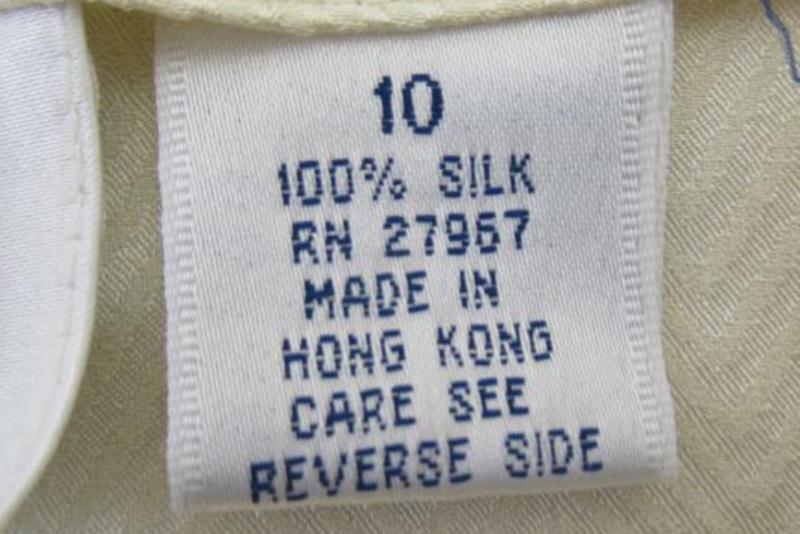 10
100% SILK
RN 27967
MADE IN
HONG KONG
CARE SEE
REVERSE SIDE